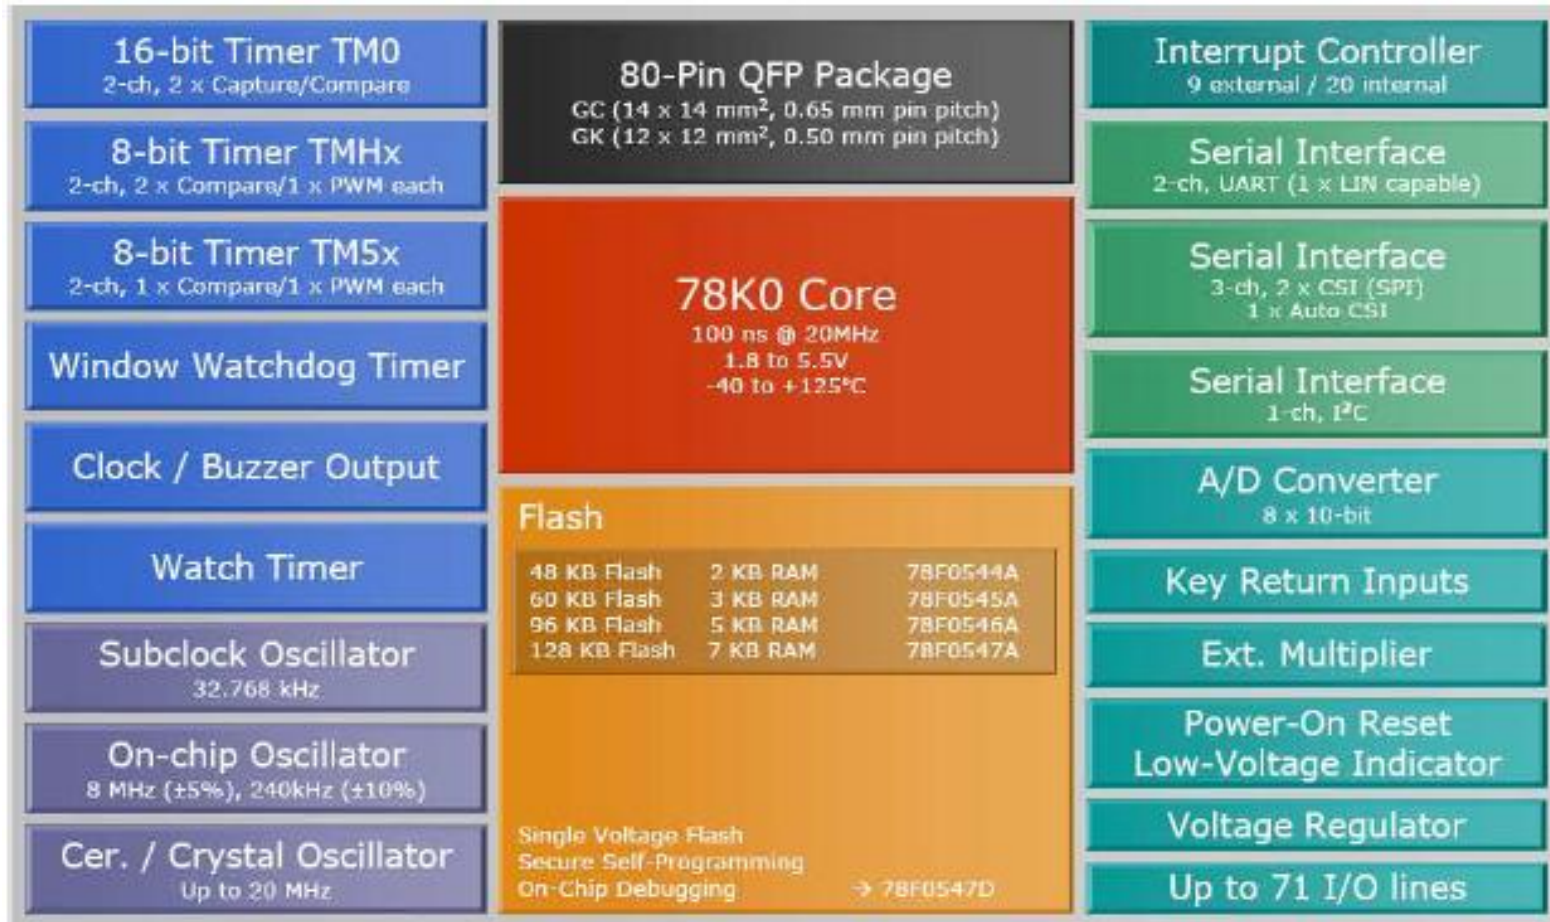 16-bit Timer TM0
2-ch, 2 x Capture/Compare
8-bit Timer TMHx
2-ch, 2 x Compare/1 x PWM each
8-bit Timer TM5x
2-ch, 1 x Compare/1 x PWM each
Window Watchdog Timer
Clock / Buzzer Output
Watch Timer
Subclock Oscillator
32.768 kHz
On-chip Oscillator
8 MHz (±5%), 240kHz (±10%)
Cer. / Crystal Oscillator
Up to 20 MHz
80-Pin QFP Package
GC (14 x 14 mm², 0.65 mm pin pitch)
GK (12 x 12 mm², 0.50 mm pin pitch)
78K0 Core
100 ns @ 20MHz
1.8 to 5.5V
-40 to +125°C
Flash
48 KB Flash 2 KB RAM 78F0544A
60 KB Flash 3 KB RAM 78F0545A
96 KB Flash 5 KB RAM 78F0546A
128 KB Flash 7 KB RAM 78F0547A
Single Voltage Flash
Secure Self-Programming
On-Chip Debugging → 78F0547D
Interrupt Controller
9 external / 20 internal
Serial Interface
2-ch, UART (1 x LIN capable)
Serial Interface
3-ch, 2 x CSI (SPI)
1 x Auto CSI
Serial Interface
1-ch, I²C
A/D Converter
8 x 10-bit
Key Return Inputs
Ext. Multiplier
Power-On Reset
Low-Voltage Indicator
Voltage Regulator
Up to 71 I/O lines